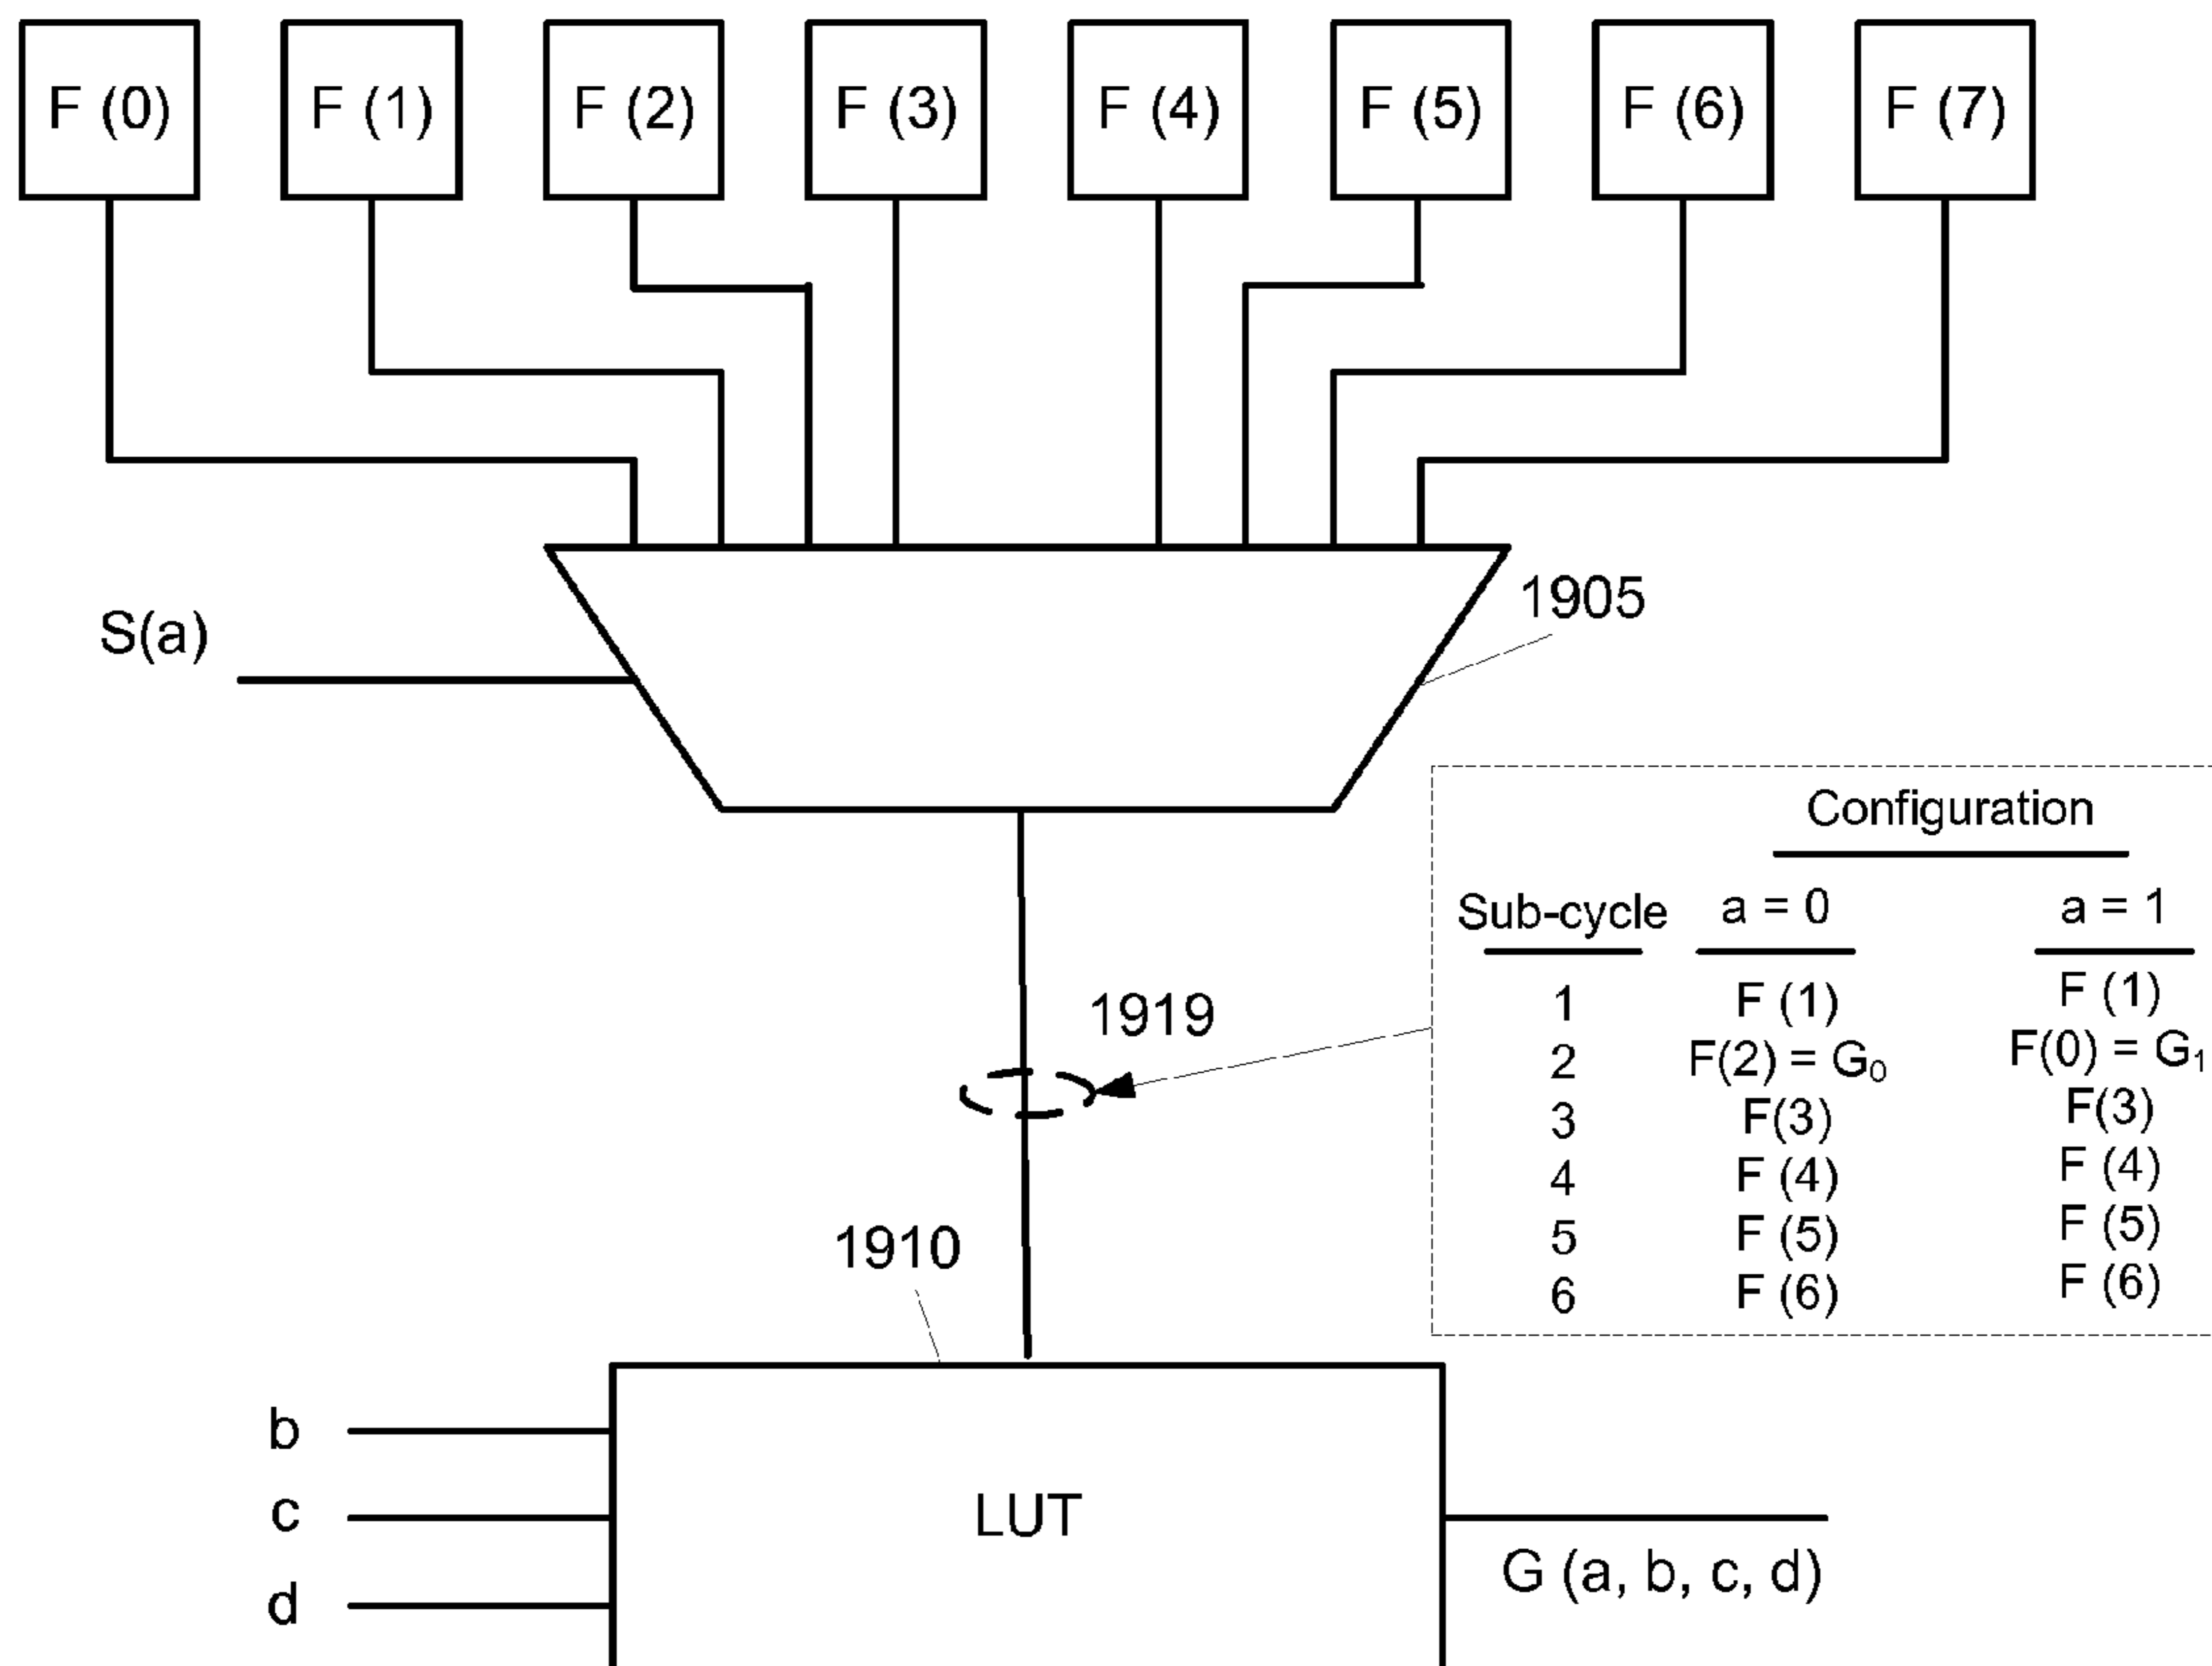 F (0) F (1) F (2) F (3) F (4) F (5) F (6) F (7)
1905
S(a)
Configuration
Sub-cycle a = 0 a = 1
1 F (1) F (1)
2 F(2) = G₀ F(0) = G₁
3 F(3) F(3)
4 F (4) F (4)
5 F (5) F (5)
6 F (6) F (6)
1919
1910
b
c
d
LUT
G (a, b, c, d)